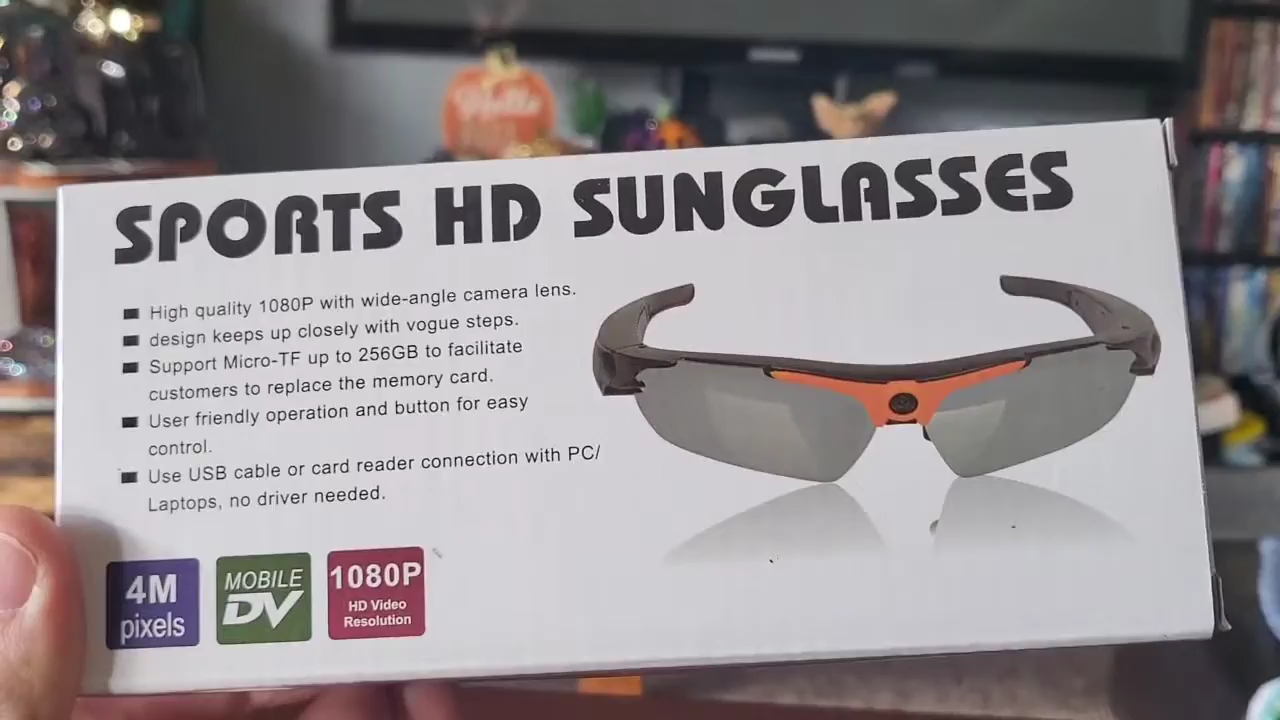 Hello
SPORTS HD SUNGLASSES
High quality 1080P with wide-angle camera lens.
design keeps up closely with vogue steps.
Support Micro-TF up to 256GB to facilitate
customers to replace the memory card.
User friendly operation and button for easy
control.
Use USB cable or card reader connection with PC/
Laptops, no driver needed.
4M
pixels
MOBILE
DV
1080P
HD Video
Resolution